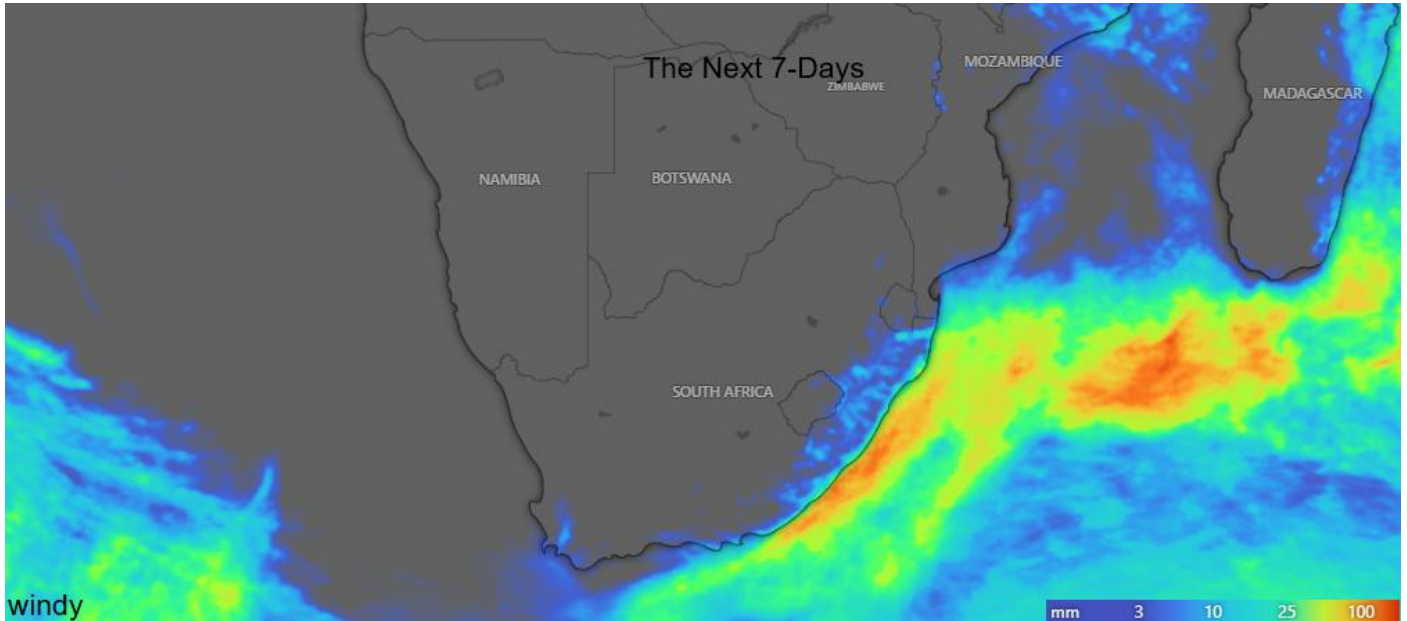 The Next 7-Days
MOZAMBIQUE
ZIMBABWE
MADAGASCAR
NAMIBIA
BOTSWANA
SOUTH AFRICA
windy
mm 3 10 25 100